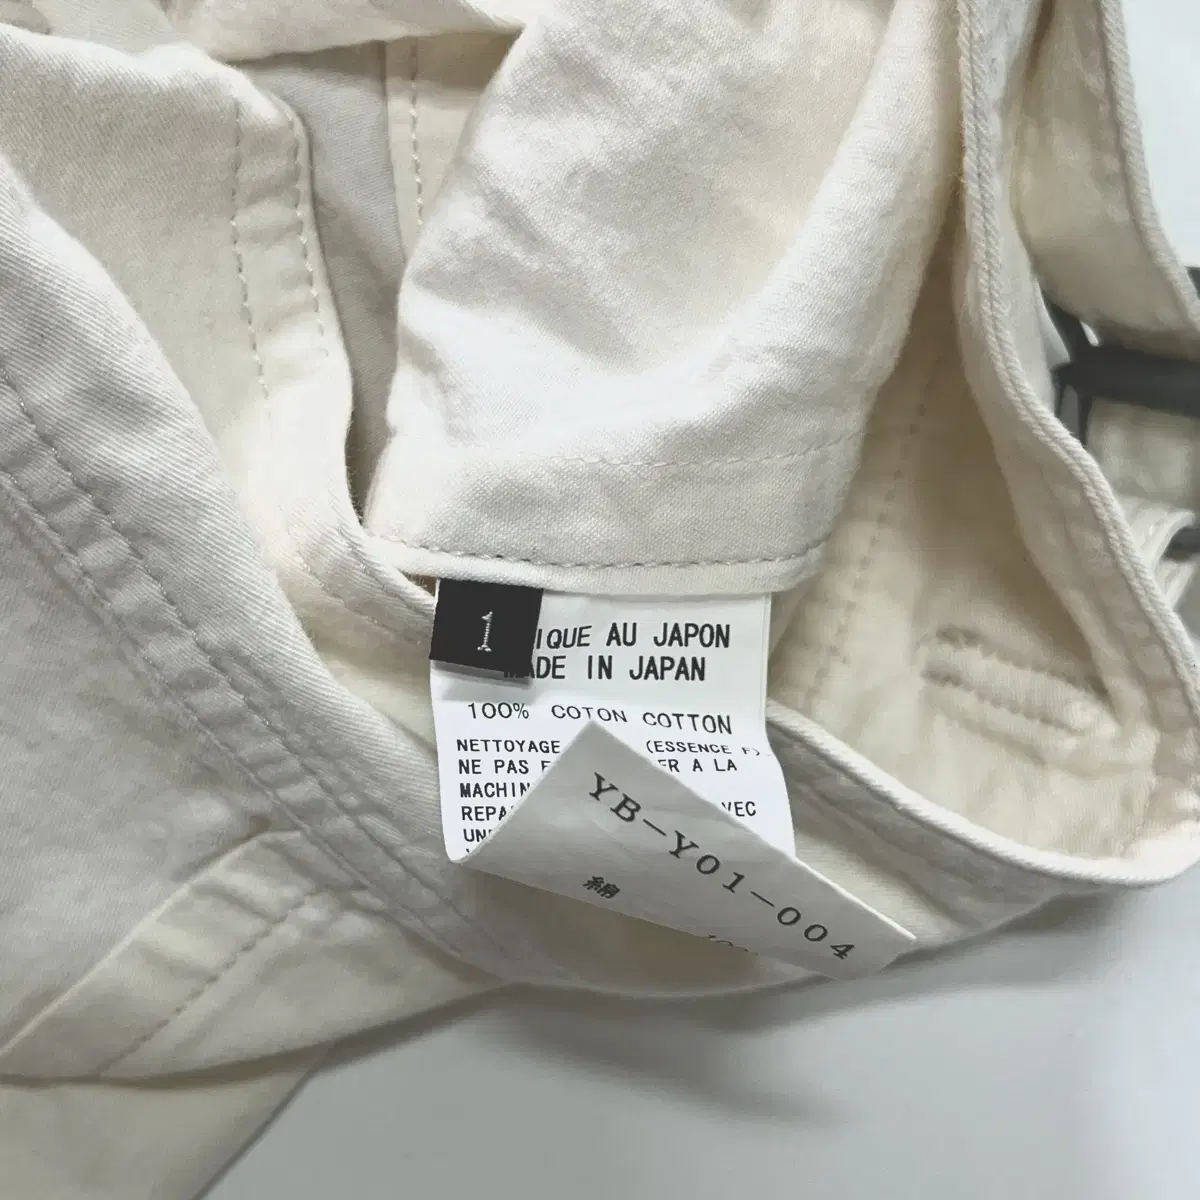 1
IQUE AU JAPON
MADE IN JAPAN
100% COTON COTTON
NETTOYAGE (ESSENCE F)
NE PAS ER A LA
MACHIN
REPA VEC
UN
YB-Y01-004
綿